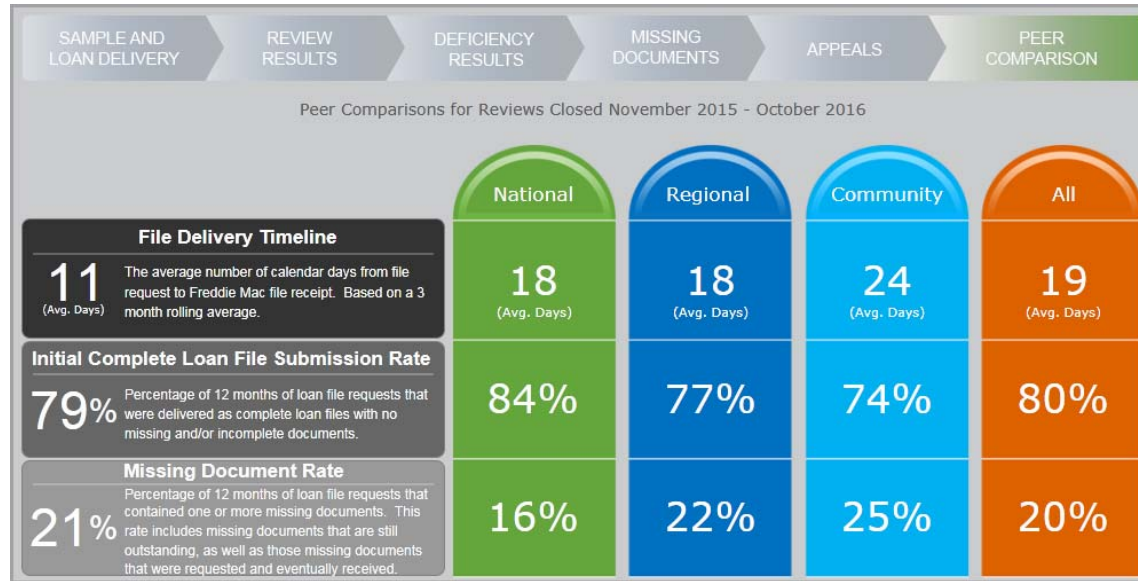 SAMPLE AND
LOAN DELIVERY
REVIEW
RESULTS
DEFICIENCY
RESULTS
MISSING
DOCUMENTS
APPEALS
PEER
COMPARISON
Peer Comparisons for Reviews Closed November 2015 - October 2016
National
Regional
Community
All
File Delivery Timeline
11
(Avg. Days)
The average number of calendar days from file
request to Freddie Mac file receipt. Based on a 3
month rolling average.
18
(Avg. Days)
18
(Avg. Days)
24
(Avg. Days)
19
(Avg. Days)
Initial Complete Loan File Submission Rate
79%
Percentage of 12 months of loan file requests that
were delivered as complete loan files with no
missing and/or incomplete documents.
84%
77%
74%
80%
Missing Document Rate
21%
Percentage of 12 months of loan file requests that
contained one or more missing documents. This
rate includes missing documents that are still
outstanding, as well as those missing documents
that were requested and eventually received.
16%
22%
25%
20%